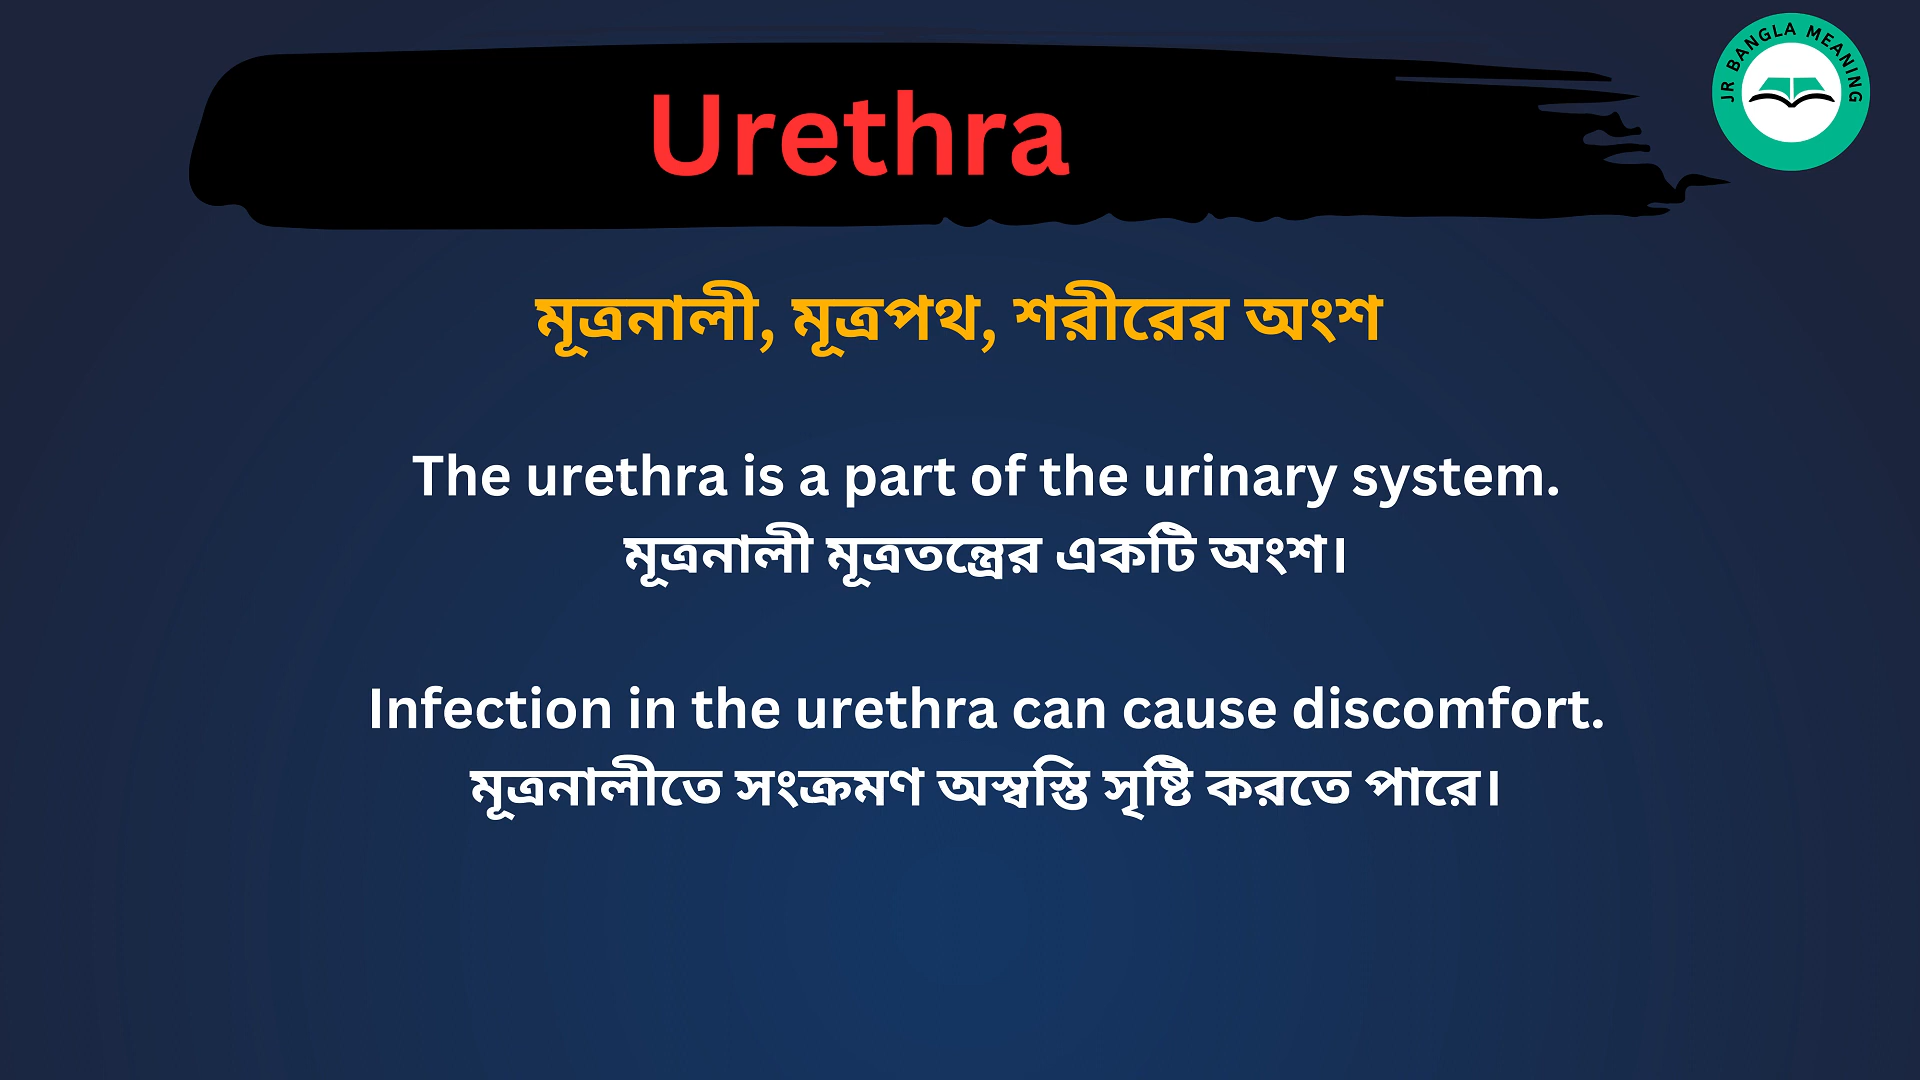 JR BANGLA MEANING
Urethra
মূত্রনালী, মূত্রপথ, শরীরের অংশ
The urethra is a part of the urinary system.
মূত্রনালী মূত্রতন্ত্রের একটি অংশ।
Infection in the urethra can cause discomfort.
মূত্রনালীতে সংক্রমণ অস্বস্তি সৃষ্টি করতে পারে।